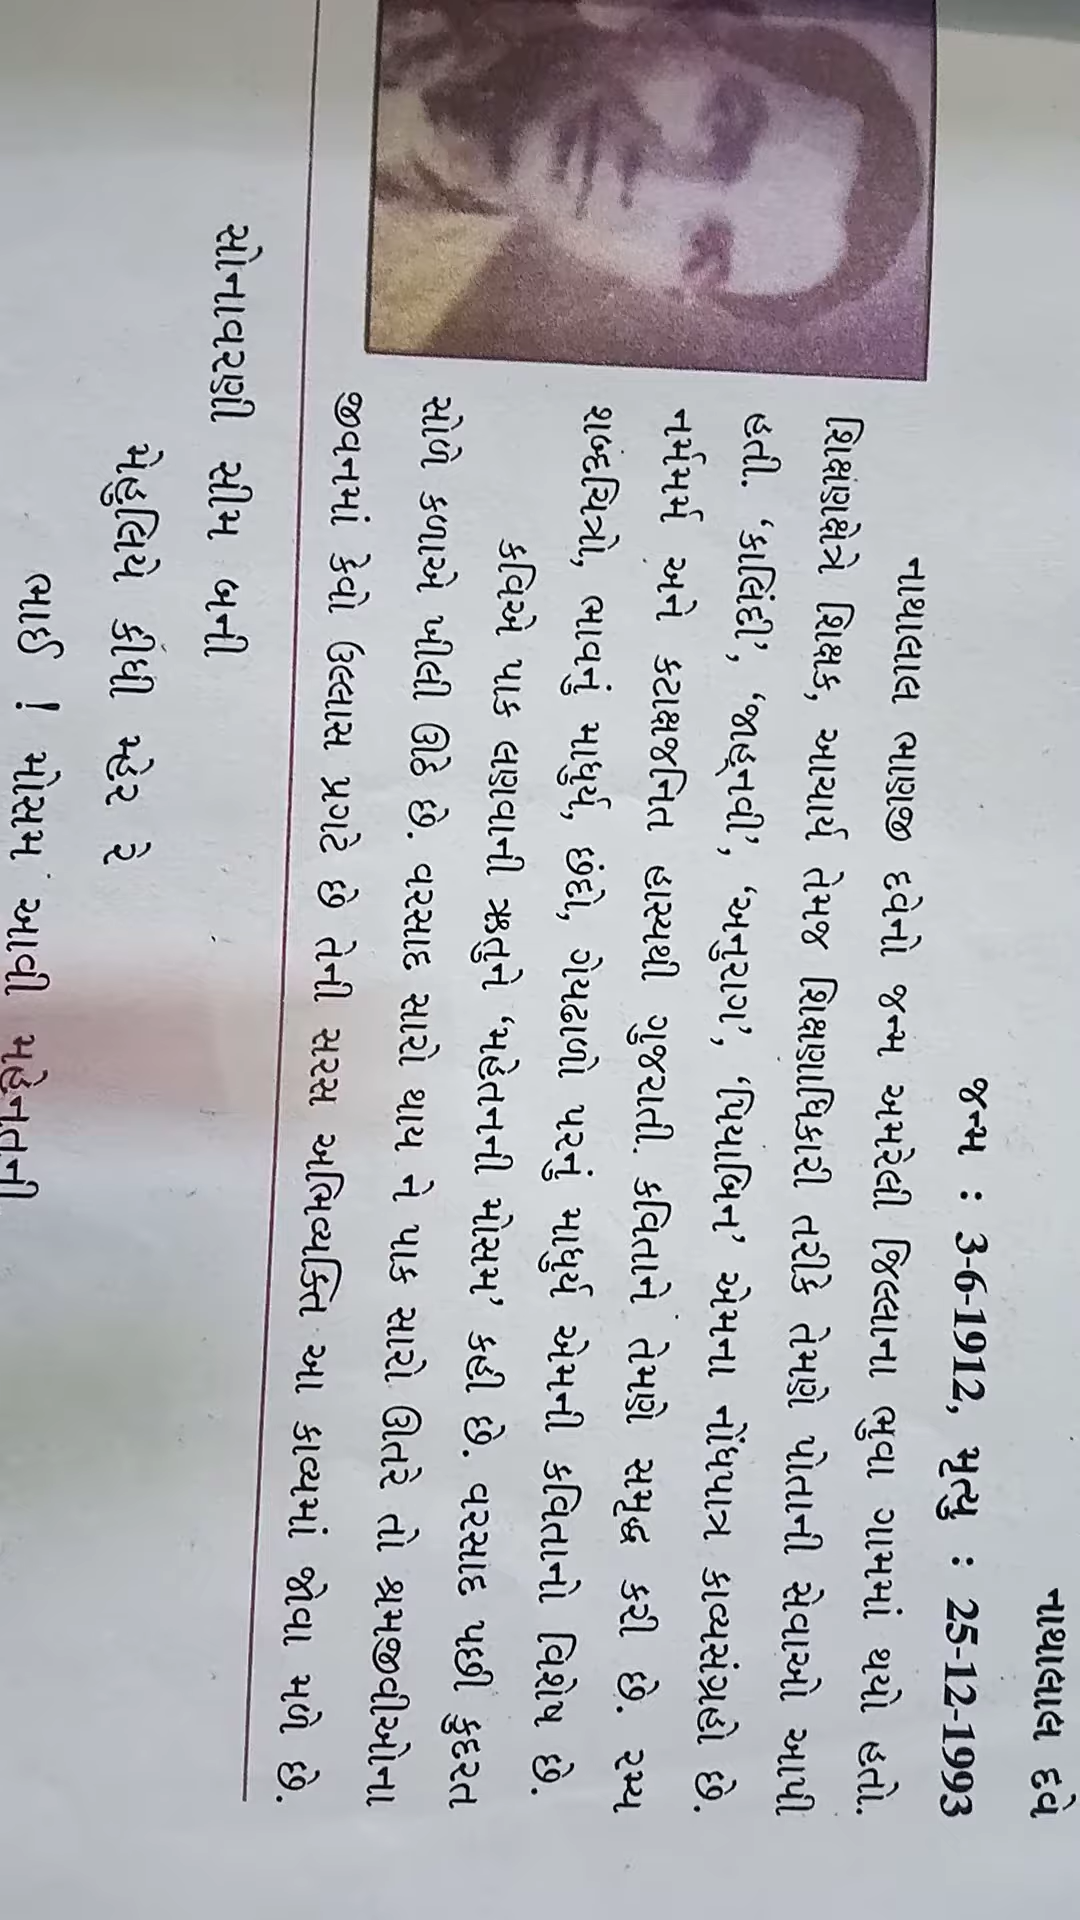 નાથાલાલ દવે
જન્મ : 3-6-1912, મૃત્યુ : 25-12-1993
નાથાલાલ ભાણજી દવેનો જન્મ અમરેલી જિલ્લાના ભુવા ગામમાં થયો હતો.
શિક્ષણક્ષેત્રે શિક્ષક, આચાર્ય તેમજ શિક્ષણાધિકારી તરીકે તેમણે પોતાની સેવાઓ આપી
હતી. ‘કાલિંદી’, ‘જાહ્નવી’, ‘અનુરાગ’, ‘પિયાબિન’ એમના નોંધપાત્ર કાવ્યસંગ્રહો છે.
નર્મમર્મ અને કટાક્ષજનિત હાસ્યથી ગુજરાતી કવિતાને તેમણે સમૃદ્ધ કરી છે. રમ્ય
શબ્દચિત્રો, ભાવનું માધુર્ય, છંદો, ગેયઢાળો પરનું માધુર્ય એમની કવિતાનો વિશેષ છે.
કવિએ પાક લણવાની ઋતુને ‘મહેતનની મોસમ’ કહી છે. વરસાદ પછી કુદરત
સોળે કળાએ ખીલી ઊઠે છે. વરસાદ સારો થાય ને પાક સારો ઊતરે તો શ્રમજીવીઓના
જીવનમાં કેવો ઉલ્લાસ પ્રગટે છે તેની સરસ અભિવ્યક્તિ આ કાવ્યમાં જોવા મળે છે.
સોનાવરણી સીમ બની
મેહુલિયે કીધી મ્હેર રે
ભાઈ ! મોસમ આવી મહેનતની